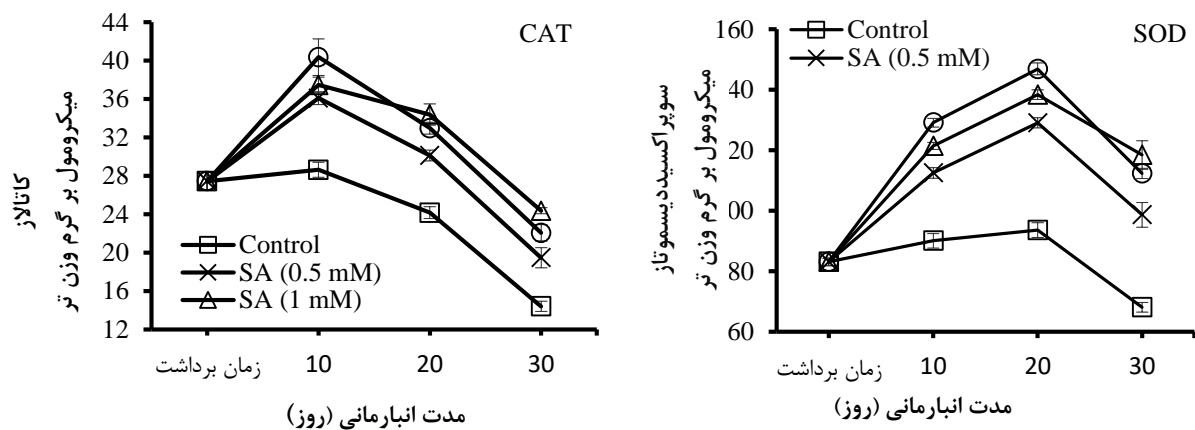 CAT
کاتالاز
میکرومول بر گرم وزن تر
44
40
36
32
28
24
20
16
12
Control
SA (0.5 mM)
SA (1 mM)
زمان برداشت 10 20 30
مدت انبارمانی (روز)
SOD
سوپراکسیددیسموتاز
میکرومول بر گرم وزن تر
160
40
20
00
80
60
Control
SA (0.5 mM)
زمان برداشت 10 20 30
مدت انبارمانی (روز)